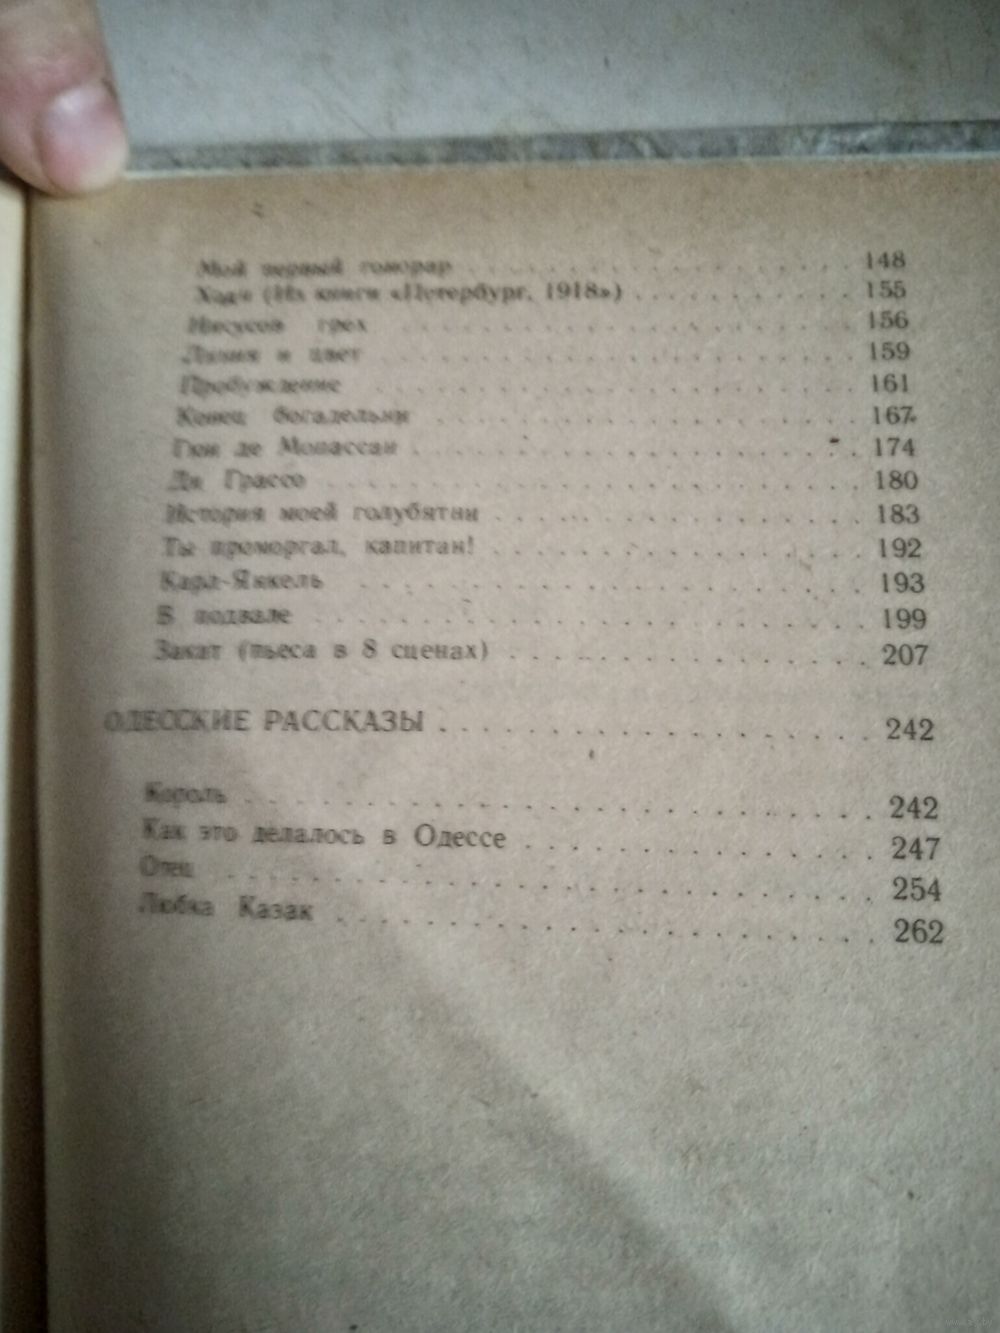 Мой первый гонорар . . . . . . . . . . . . . . 148
Ходя (Из книги «Петербург, 1918») . . . . . . . . 155
Иисусов грех . . . . . . . . . . . . . . . . 156
Линия и цвет . . . . . . . . . . . . . . . . 159
Пробуждение . . . . . . . . . . . . . . . . 161
Конец богадельни . . . . . . . . . . . . . . 167
Гюи де Мопассан . . . . . . . . . . . . . . . 174
Ди Грассо . . . . . . . . . . . . . . . . . 180
История моей голубятни . . . . . . . . . . . . 183
Ты проморгал, капитан! . . . . . . . . . . . . 192
Карл-Янкель . . . . . . . . . . . . . . . . 193
В подвале . . . . . . . . . . . . . . . . . 199
Закат (пьеса в 8 сценах) . . . . . . . . . . . 207
ОДЕССКИЕ РАССКАЗЫ . . . . . . . . . . . . . 242
Король . . . . . . . . . . . . . . . . . . 242
Как это делалось в Одессе . . . . . . . . . . . 247
Отец . . . . . . . . . . . . . . . . . . . 254
Любка Казак . . . . . . . . . . . . . . . . 262